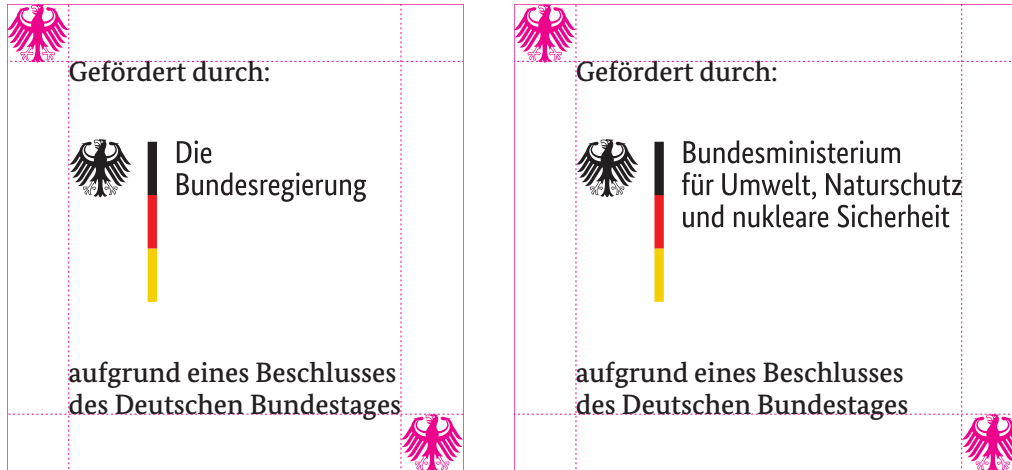 Gefördert durch:
Die
Bundesregierung
aufgrund eines Beschlusses
des Deutschen Bundestages
Gefördert durch:
Bundesministerium
für Umwelt, Naturschutz
und nukleare Sicherheit
aufgrund eines Beschlusses
des Deutschen Bundestages